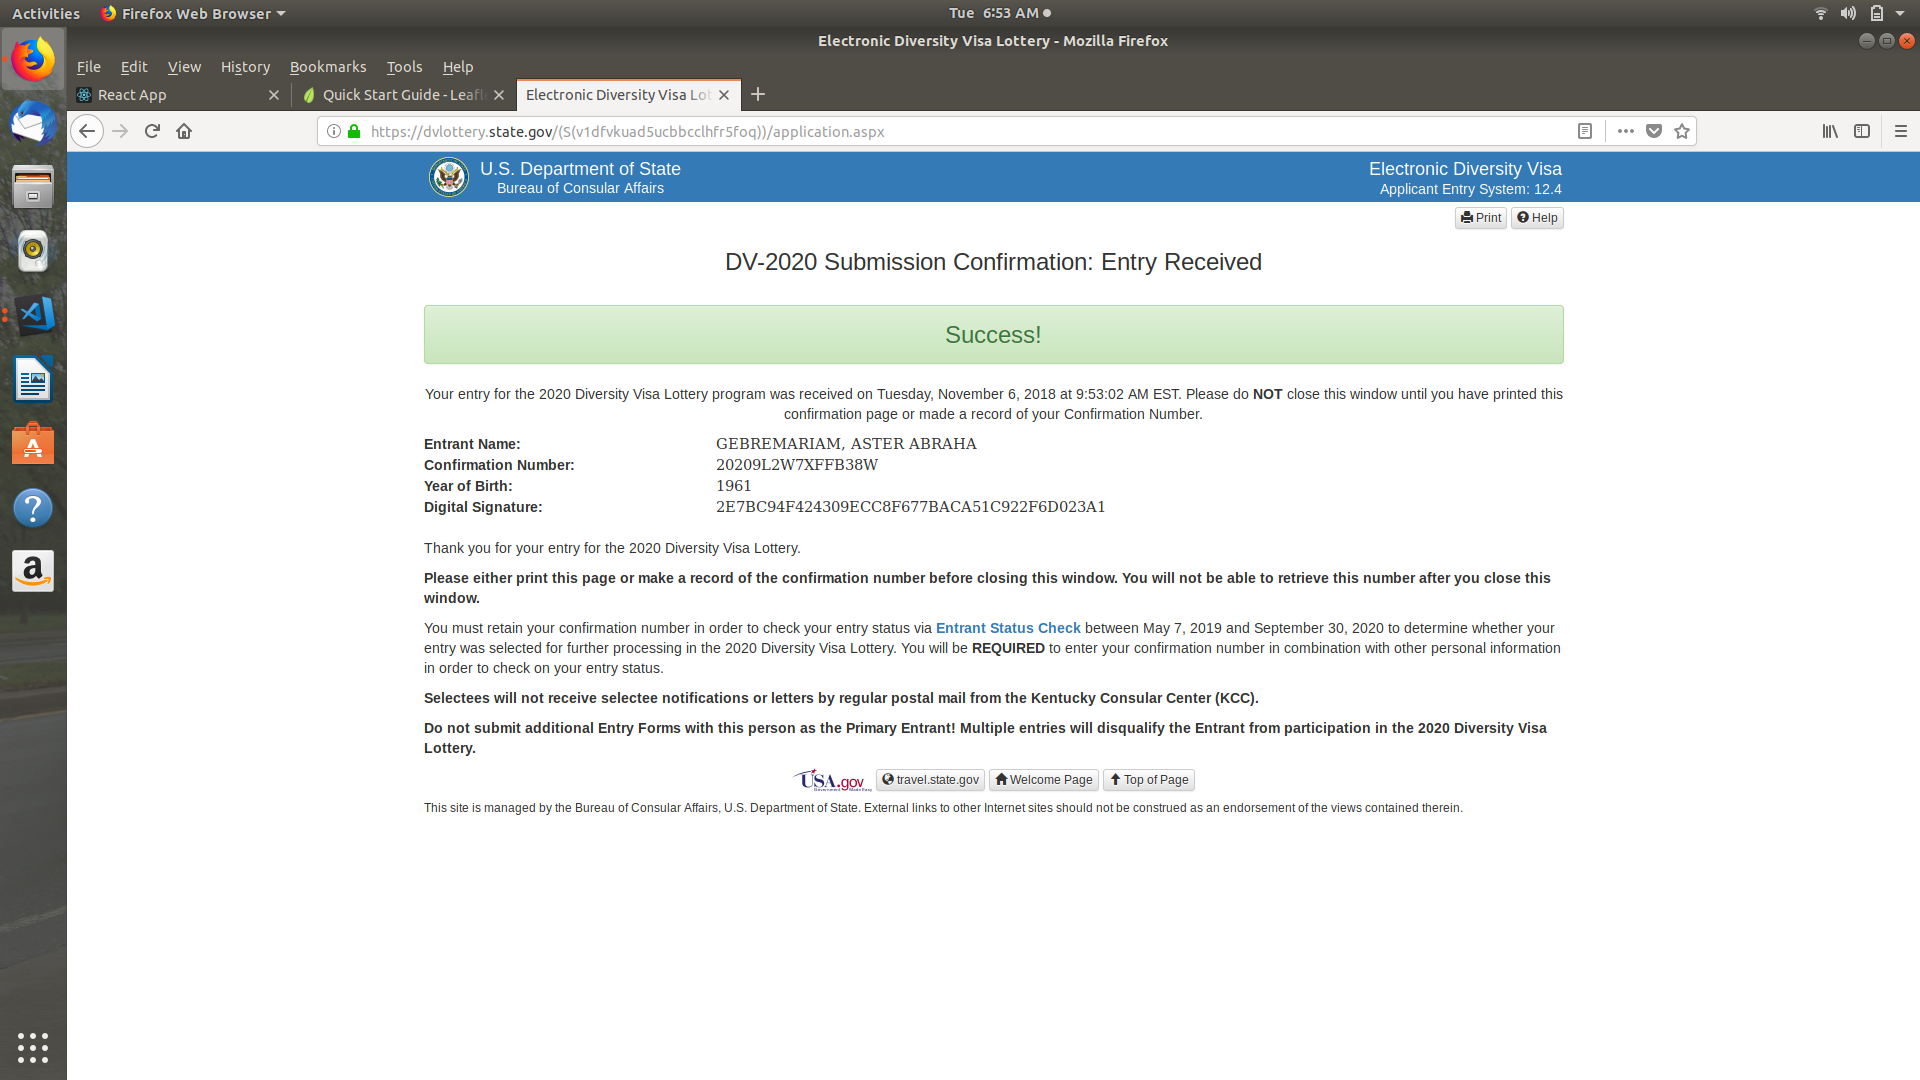 Activities
Firefox Web Browser
Tue 6:53 AM
Electronic Diversity Visa Lottery - Mozilla Firefox
File Edit View History Bookmarks Tools Help
React App
Quick Start Guide - Leafl
Electronic Diversity Visa Lot
https://dvlottery.state.gov/(S(v1dfvkuad5ucbbcclhfr5foq))/application.aspx
U.S. Department of State
Bureau of Consular Affairs
Electronic Diversity Visa
Applicant Entry System: 12.4
Print Help
DV-2020 Submission Confirmation: Entry Received
Success!
Your entry for the 2020 Diversity Visa Lottery program was received on Tuesday, November 6, 2018 at 9:53:02 AM EST. Please do NOT close this window until you have printed this
confirmation page or made a record of your Confirmation Number.
Entrant Name: GEBREMARIAM, ASTER ABRAHA
Confirmation Number: 20209L2W7XFFB38W
Year of Birth: 1961
Digital Signature: 2E7BC94F424309ECC8F677BACA51C922F6D023A1
Thank you for your entry for the 2020 Diversity Visa Lottery.
Please either print this page or make a record of the confirmation number before closing this window. You will not be able to retrieve this number after you close this
window.
You must retain your confirmation number in order to check your entry status via Entrant Status Check between May 7, 2019 and September 30, 2020 to determine whether your
entry was selected for further processing in the 2020 Diversity Visa Lottery. You will be REQUIRED to enter your confirmation number in combination with other personal information
in order to check on your entry status.
Selectees will not receive selectee notifications or letters by regular postal mail from the Kentucky Consular Center (KCC).
Do not submit additional Entry Forms with this person as the Primary Entrant! Multiple entries will disqualify the Entrant from participation in the 2020 Diversity Visa
Lottery.
USA.gov
Government Made Easy
travel.state.gov Welcome Page Top of Page
This site is managed by the Bureau of Consular Affairs, U.S. Department of State. External links to other Internet sites should not be construed as an endorsement of the views contained therein.